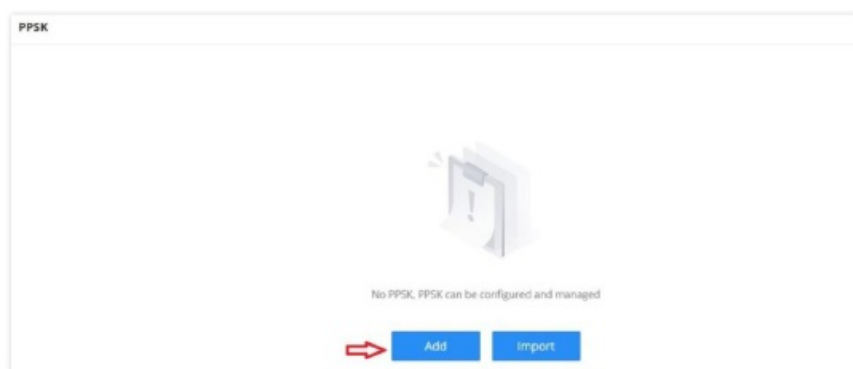 PPSK
No PPSK, PPSK can be configured and managed
Add Import